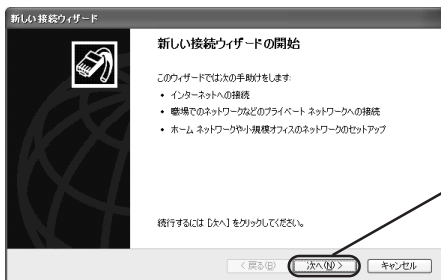 新しい接続ウィザード
新しい接続ウィザードの開始
このウィザードでは次の手助けをします:
• インターネットへの接続
• 職場でのネットワークなどのプライベート ネットワークへの接続
• ホーム ネットワークや小規模オフィスのネットワークのセットアップ
続行するには [次へ] をクリックしてください。
< 戻る(B) 次へ(N) > キャンセル